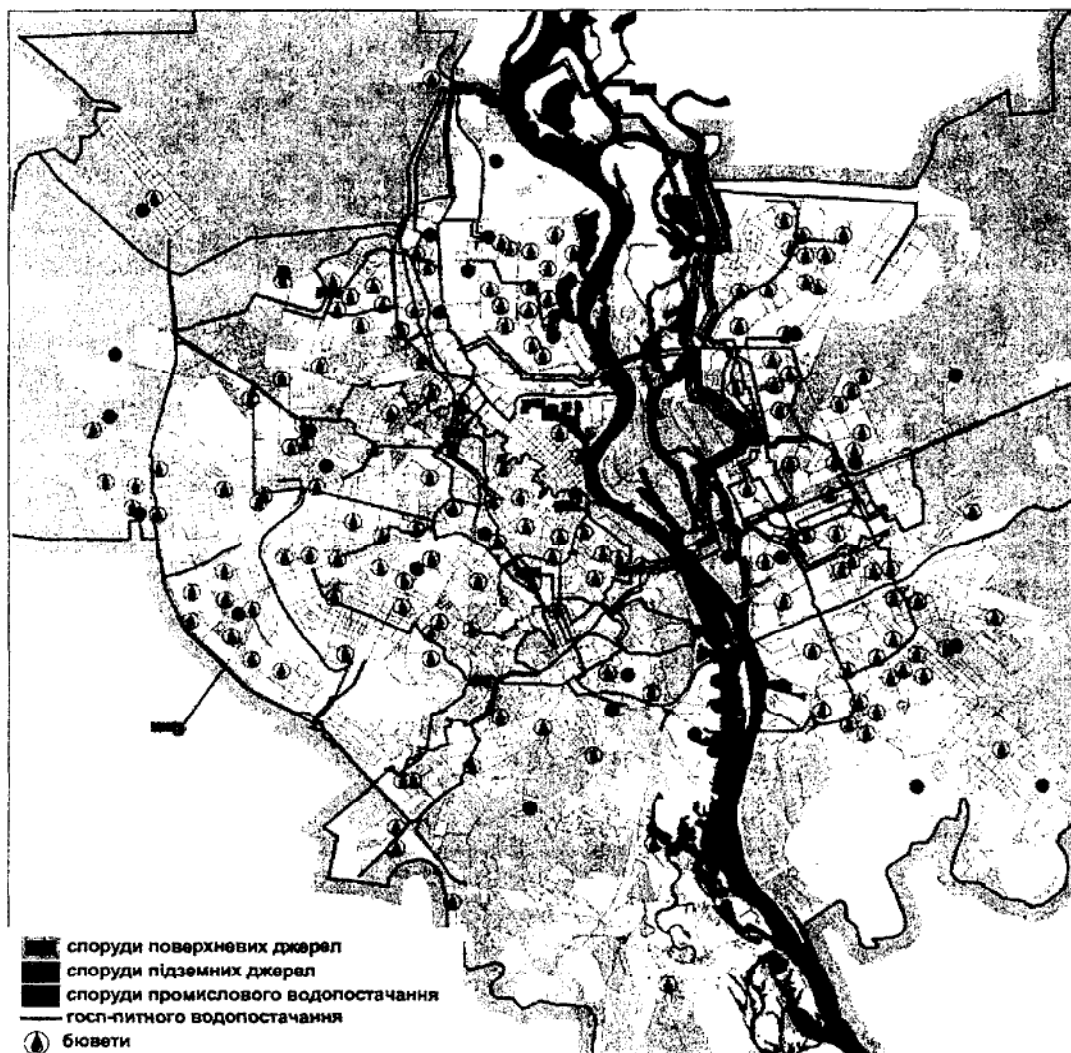 споруди поверхневих джерел
споруди підземних джерел
споруди промислового водопостачання
госп-питного водопостачання
бювети